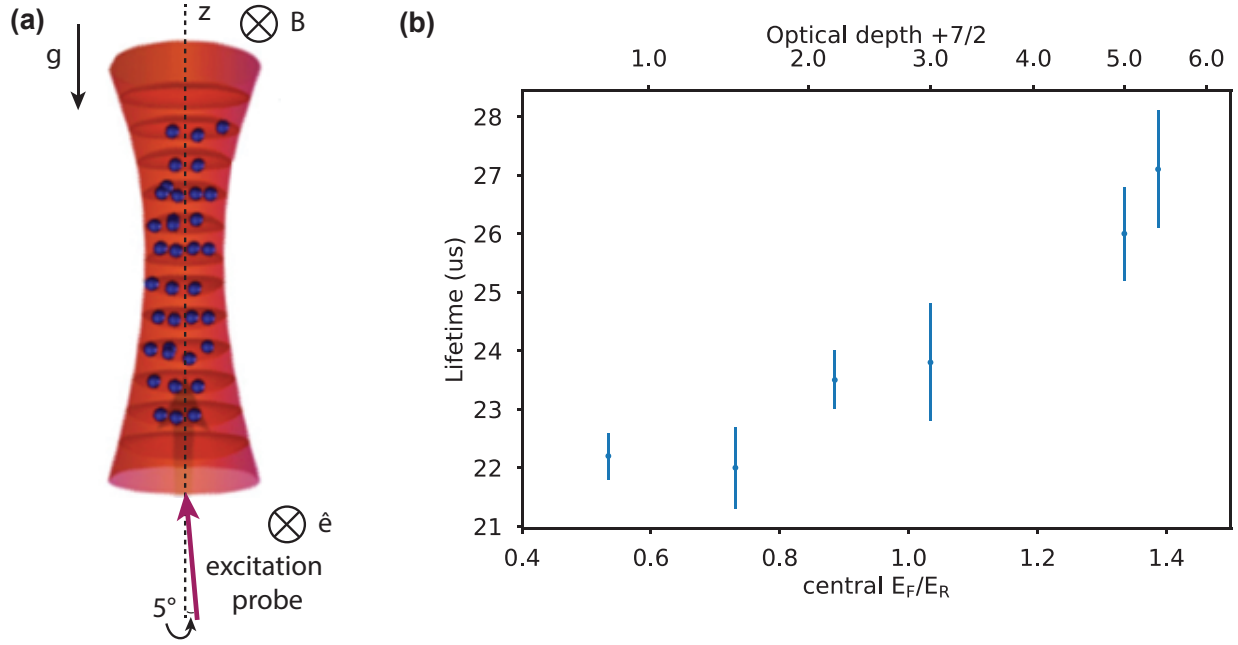 (a)
z
B
g
ê
excitation
probe
5°
(b)
Optical depth +7/2
1.0 2.0 3.0 4.0 5.0 6.0
Lifetime (us)
28
27
26
25
24
23
22
21
0.4 0.6 0.8 1.0 1.2 1.4
central E_F/E_R